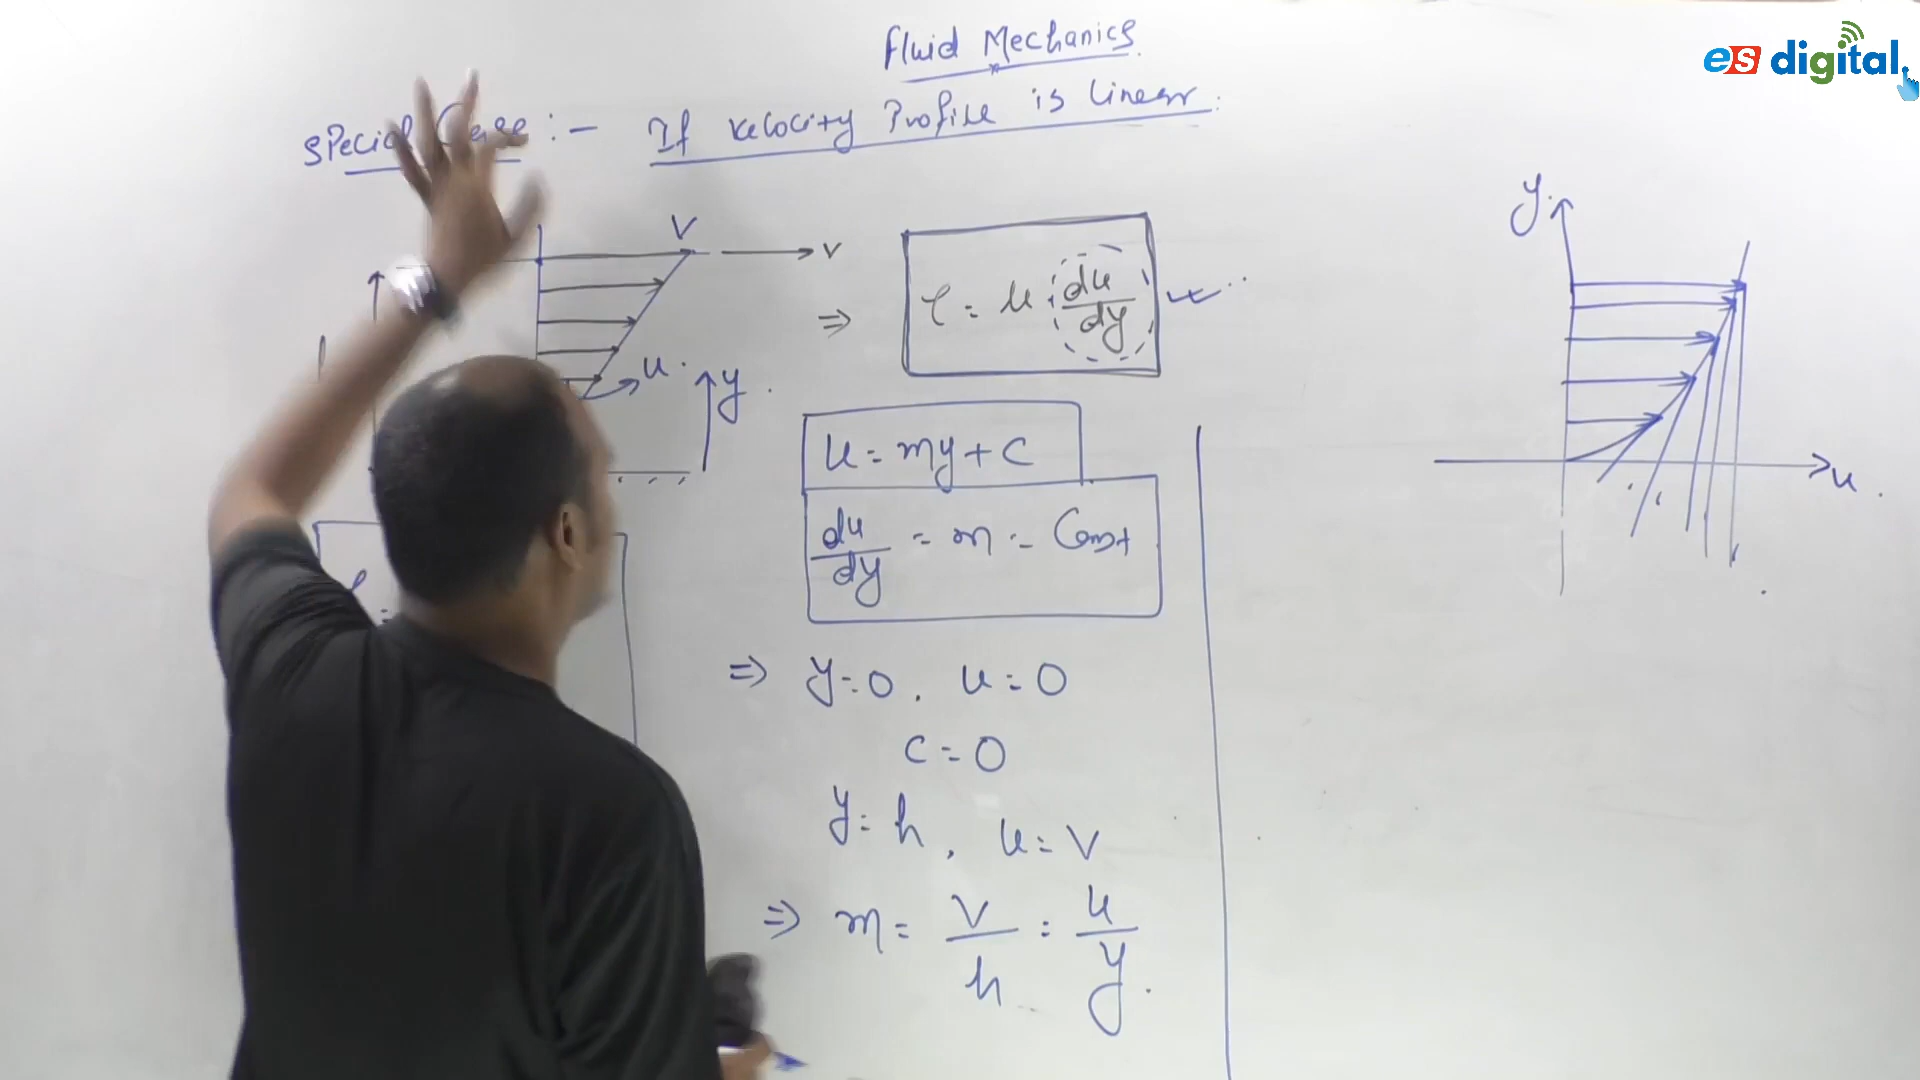 Fluid Mechanics
es digital
Special Case :- If velocity Profile is linear.
V
V
⇒ τ = μ du/dy
u
y
u = my + c
du/dy = m = Const
⇒ y = 0 , u = 0
c = 0
y = h , u = V
⇒ m = V/h = u/y
y
u